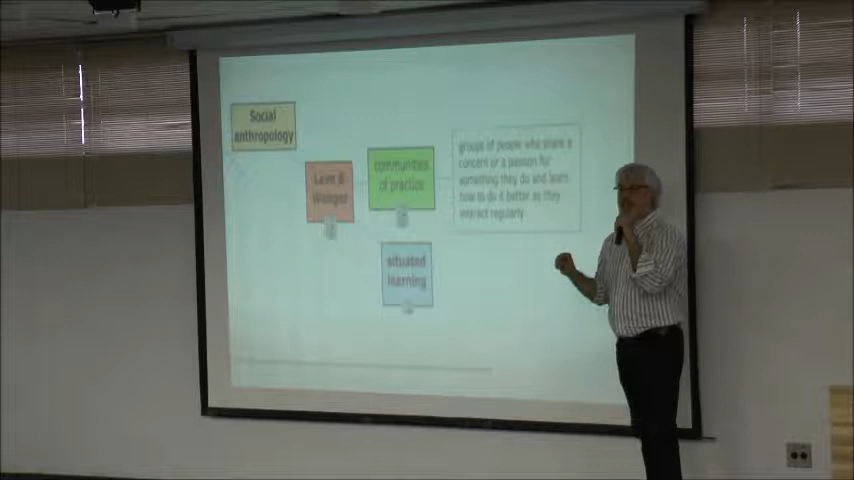 Social
anthropology
Lave &
Wenger
communities
of practice
groups of people who share a
concern or a passion for
something they do and learn
how to do it better as they
interact regularly.
situated
learning